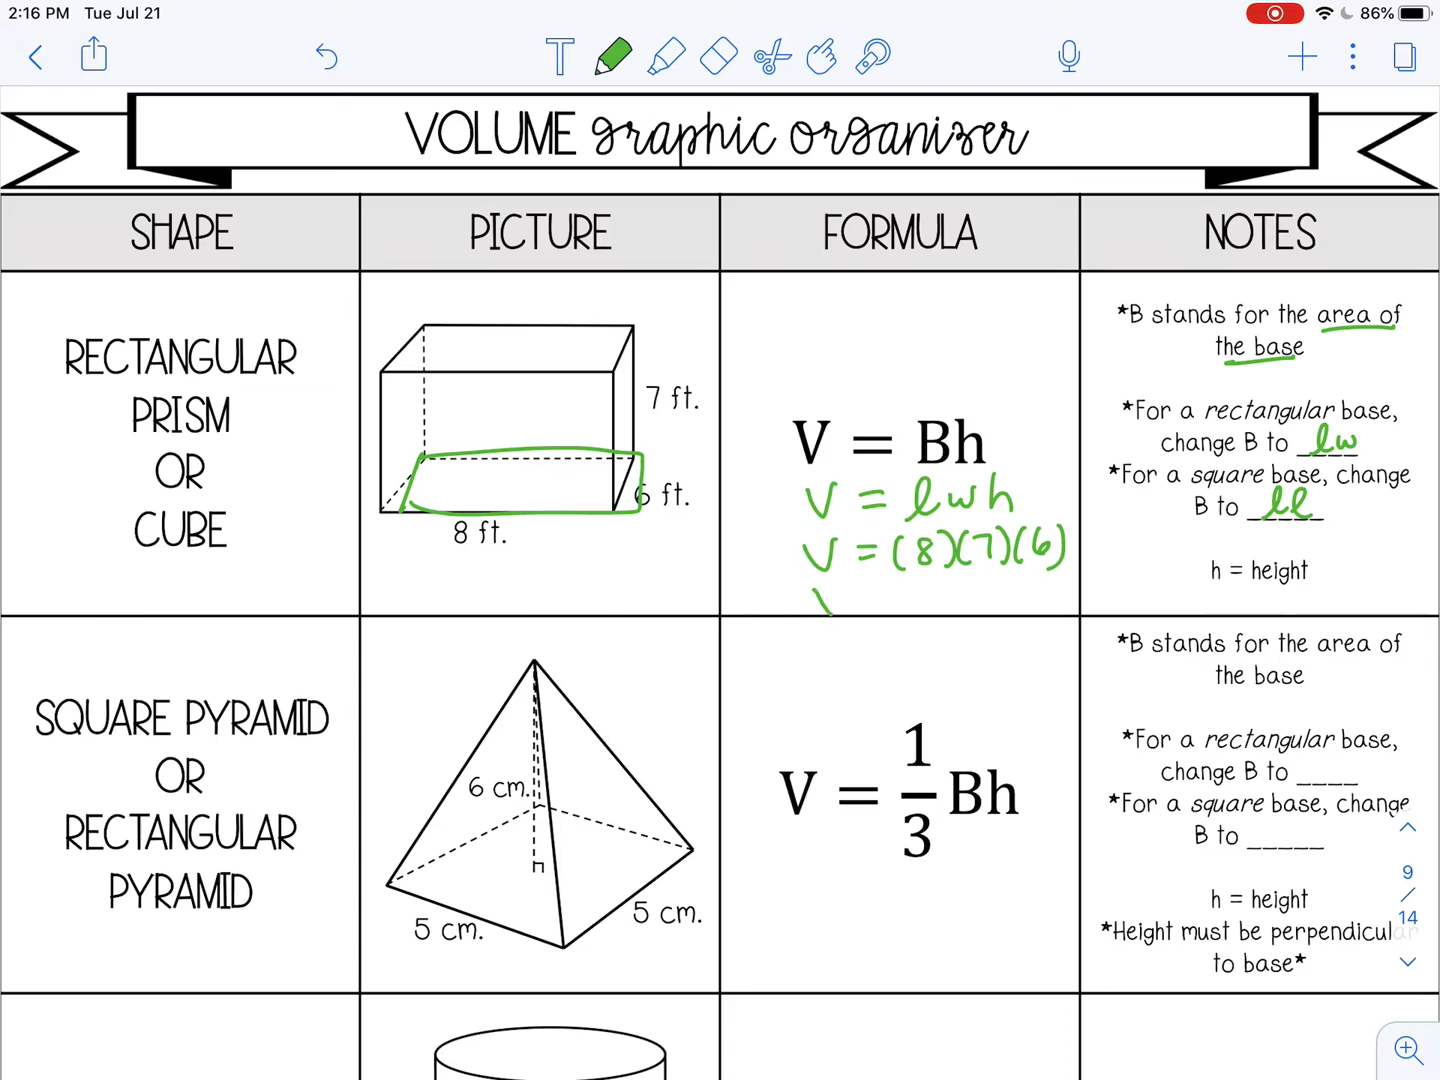 2:16 PM Tue Jul 21
86%
T
VOLUME graphic organizer
SHAPE
PICTURE
FORMULA
NOTES
RECTANGULAR
PRISM
OR
CUBE
7 ft.
6 ft.
8 ft.
V = Bh
V = lwh
V = (8)(7)(6)
*B stands for the area of
the base
*For a rectangular base,
change B to lw
*For a square base, change
B to ll
h = height
SQUARE PYRAMID
OR
RECTANGULAR
PYRAMID
6 cm.
5 cm.
5 cm.
V = 1/3 Bh
*B stands for the area of
the base
*For a rectangular base,
change B to ____
*For a square base, change
B to _____
h = height
*Height must be perpendicular
to base*
9
/
14